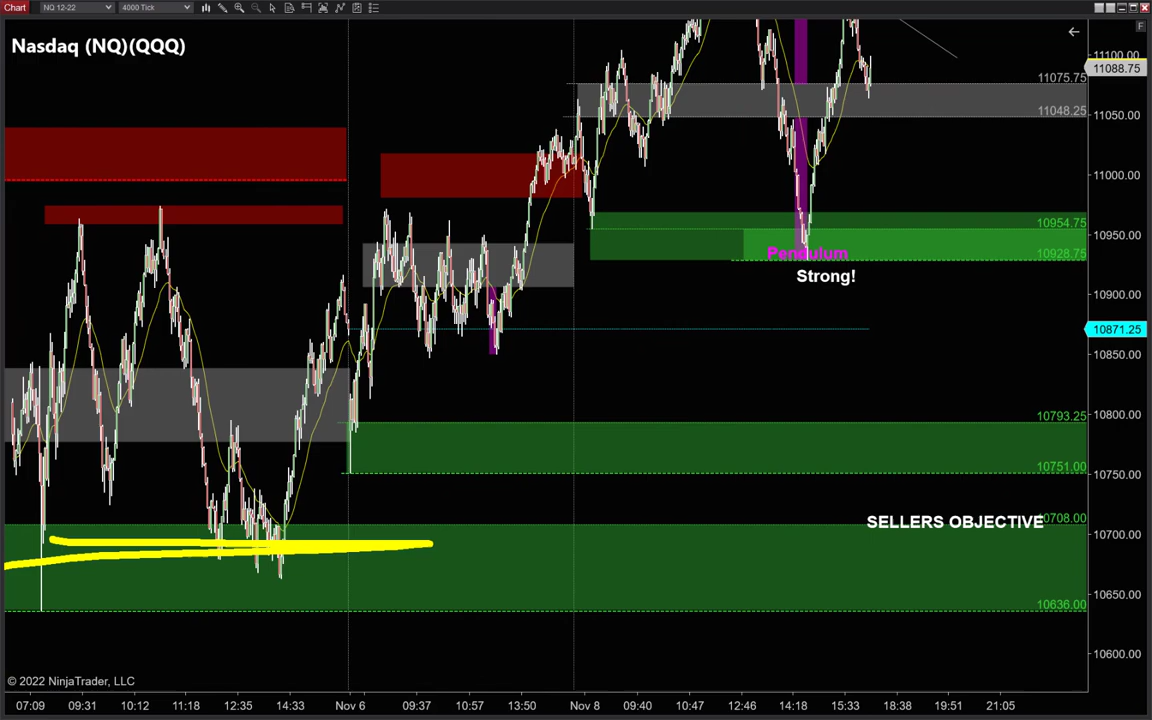 Chart NQ 12-22 4000 Tick
Nasdaq (NQ)(QQQ)
F
11100.00
11088.75
11075.75
11048.25
11050.00
11000.00
10954.75
10950.00
Pendulum
10928.75
Strong!
10900.00
10871.25
10850.00
10793.25
10800.00
10751.00
10750.00
SELLERS OBJECTIVE
10708.00
10700.00
10636.00
10650.00
10600.00
© 2022 NinjaTrader, LLC
07:09 09:31 10:12 11:18 12:35 14:33 Nov 6 09:37 10:57 13:50 Nov 8 09:40 10:47 12:46 14:18 15:33 18:38 19:51 21:05